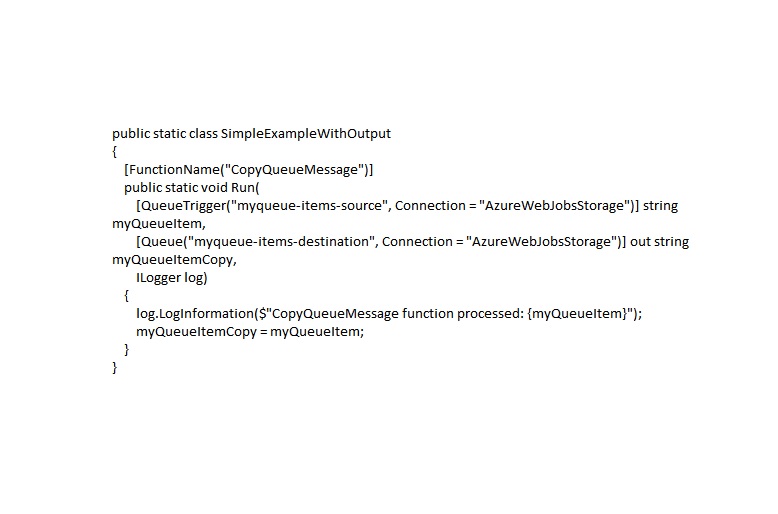 public static class SimpleExampleWithOutput
{
[FunctionName("CopyQueueMessage")]
public static void Run(
[QueueTrigger("myqueue-items-source", Connection = "AzureWebJobsStorage")] string
myQueueItem,
[Queue("myqueue-items-destination", Connection = "AzureWebJobsStorage")] out string
myQueueItemCopy,
ILogger log)
{
log.LogInformation($"CopyQueueMessage function processed: {myQueueItem}");
myQueueItemCopy = myQueueItem;
}
}